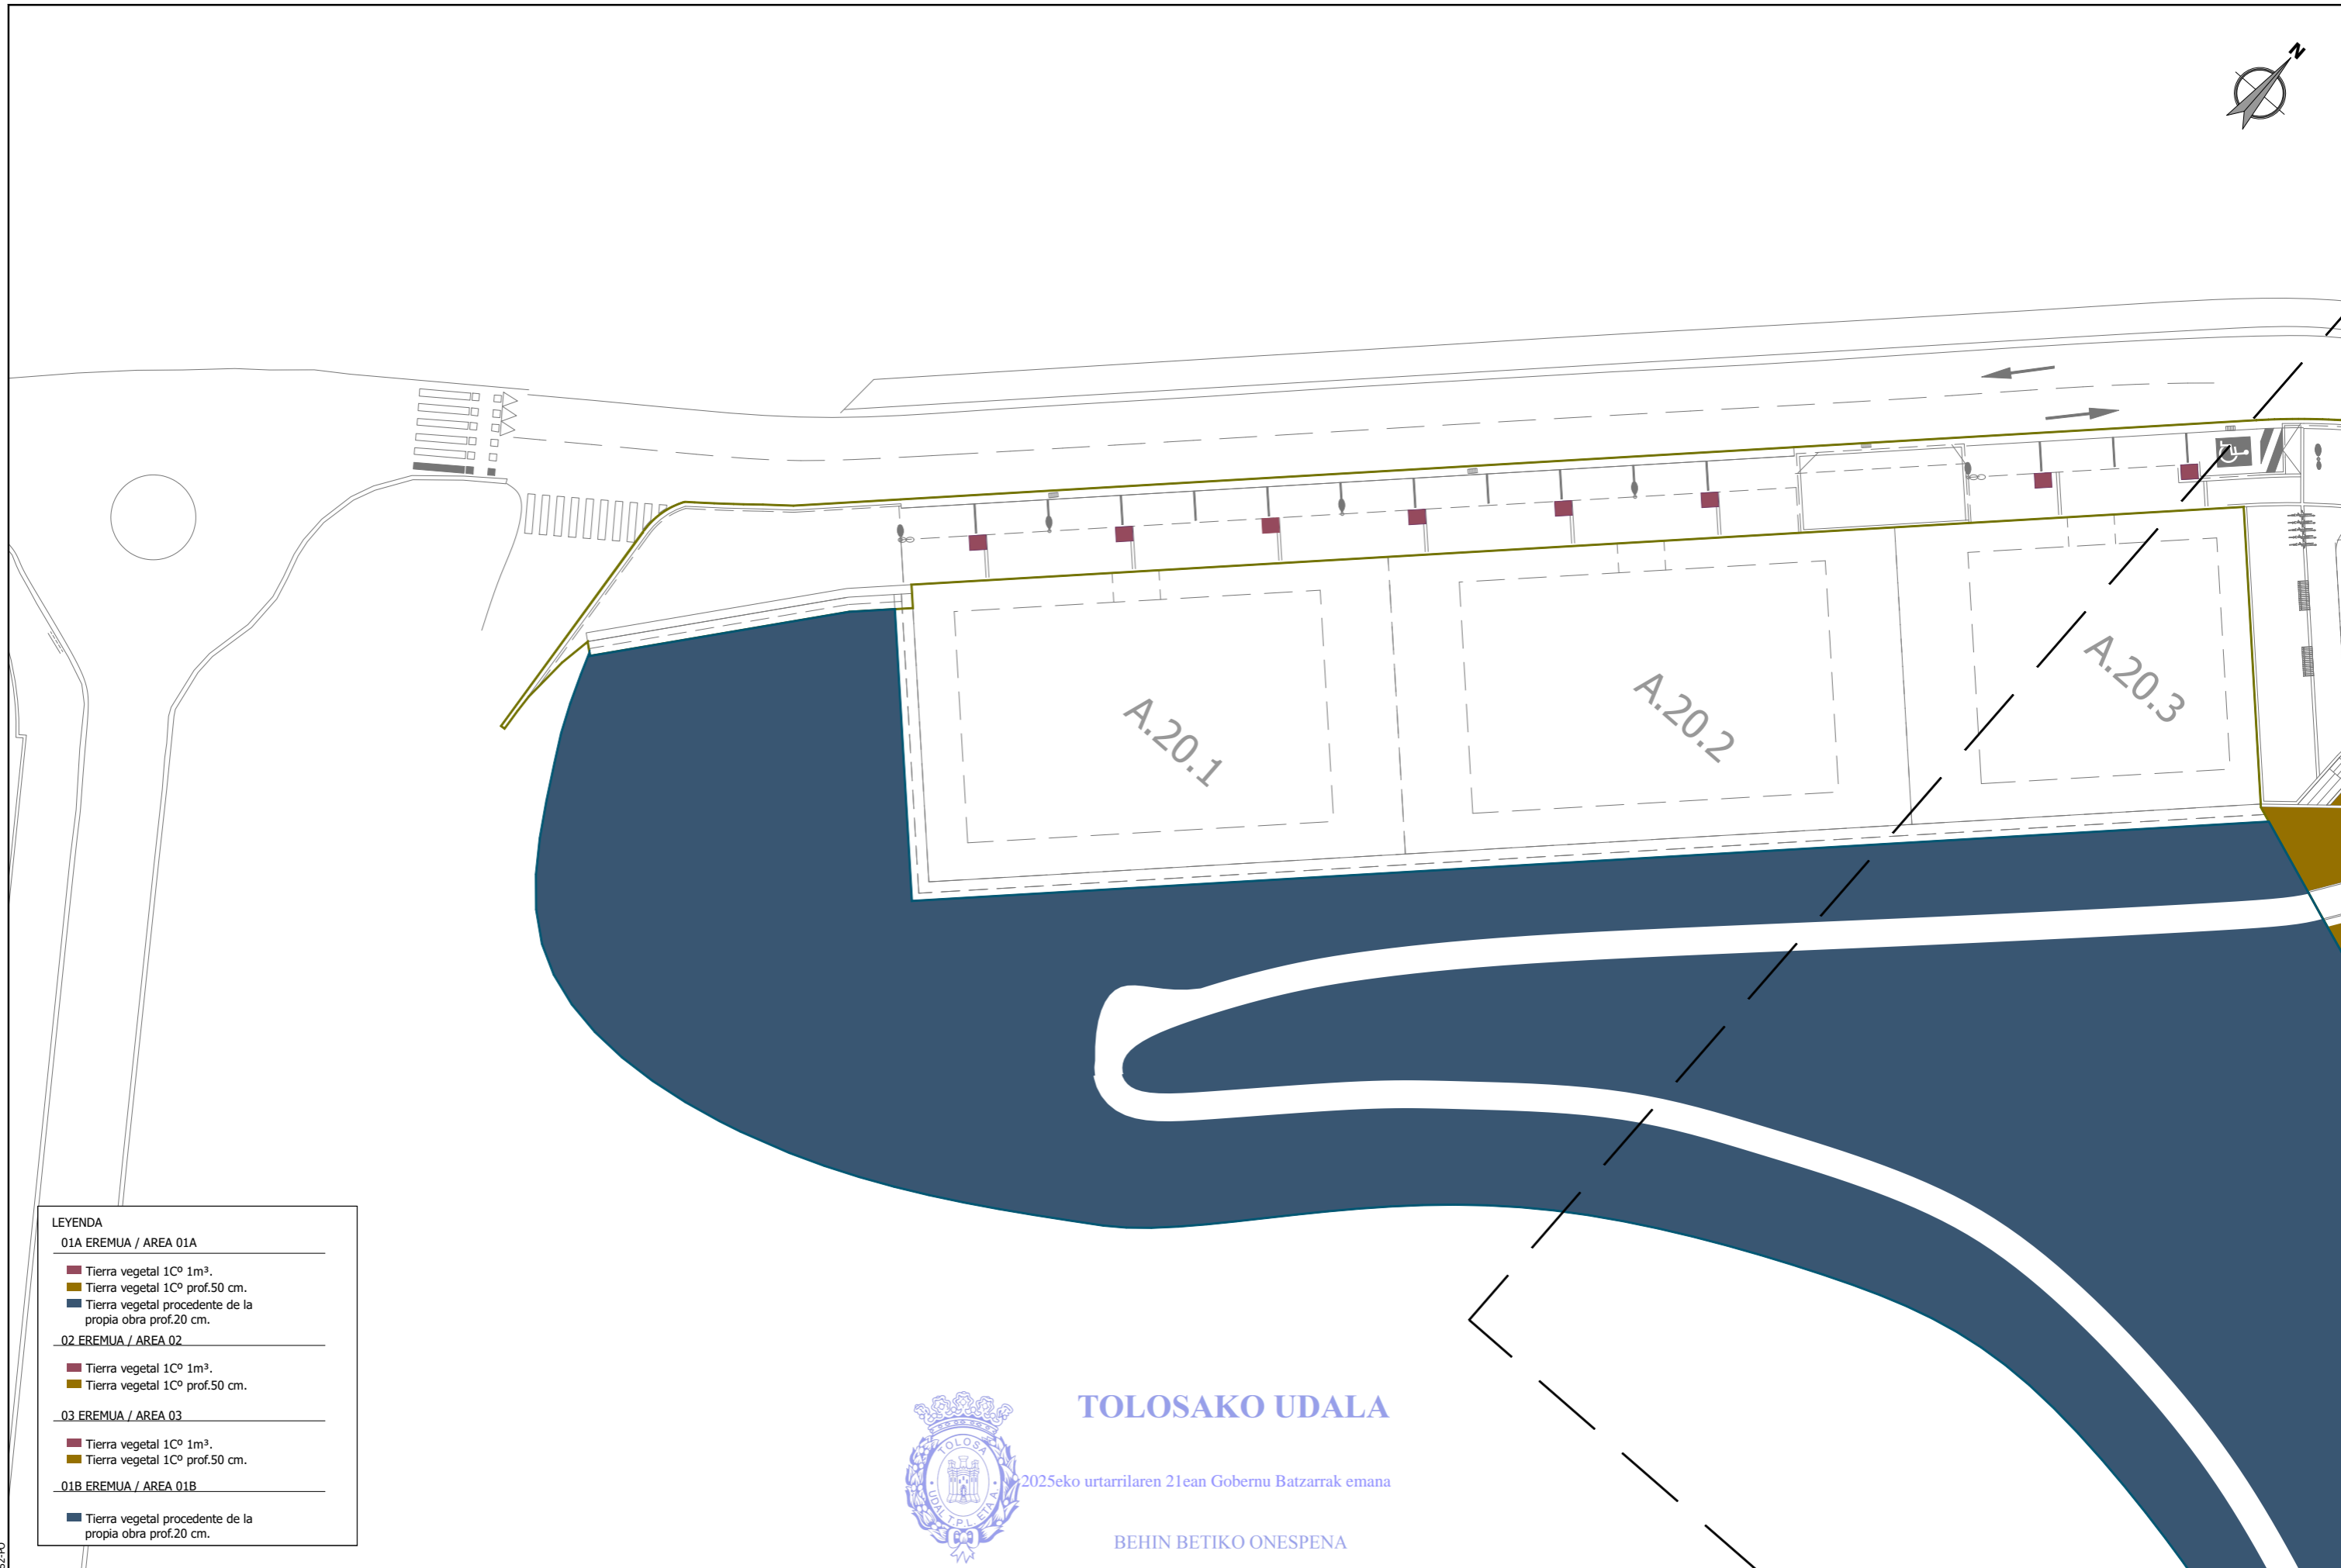 N
A.20.1
A.20.2
A.20.3
LEYENDA
01A EREMUA / AREA 01A
Tierra vegetal 1Cº 1m³.
Tierra vegetal 1Cº prof.50 cm.
Tierra vegetal procedente de la
propia obra prof.20 cm.
02 EREMUA / AREA 02
Tierra vegetal 1Cº 1m³.
Tierra vegetal 1Cº prof.50 cm.
03 EREMUA / AREA 03
Tierra vegetal 1Cº 1m³.
Tierra vegetal 1Cº prof.50 cm.
01B EREMUA / AREA 01B
Tierra vegetal procedente de la
propia obra prof.20 cm.
TOLOSAKO UDALA
TOLOSA
UDAL T.P.L. ETA A.
2025eko urtarrilaren 21ean Gobernu Batzarrak emana
BEHIN BETIKO ONESPENA